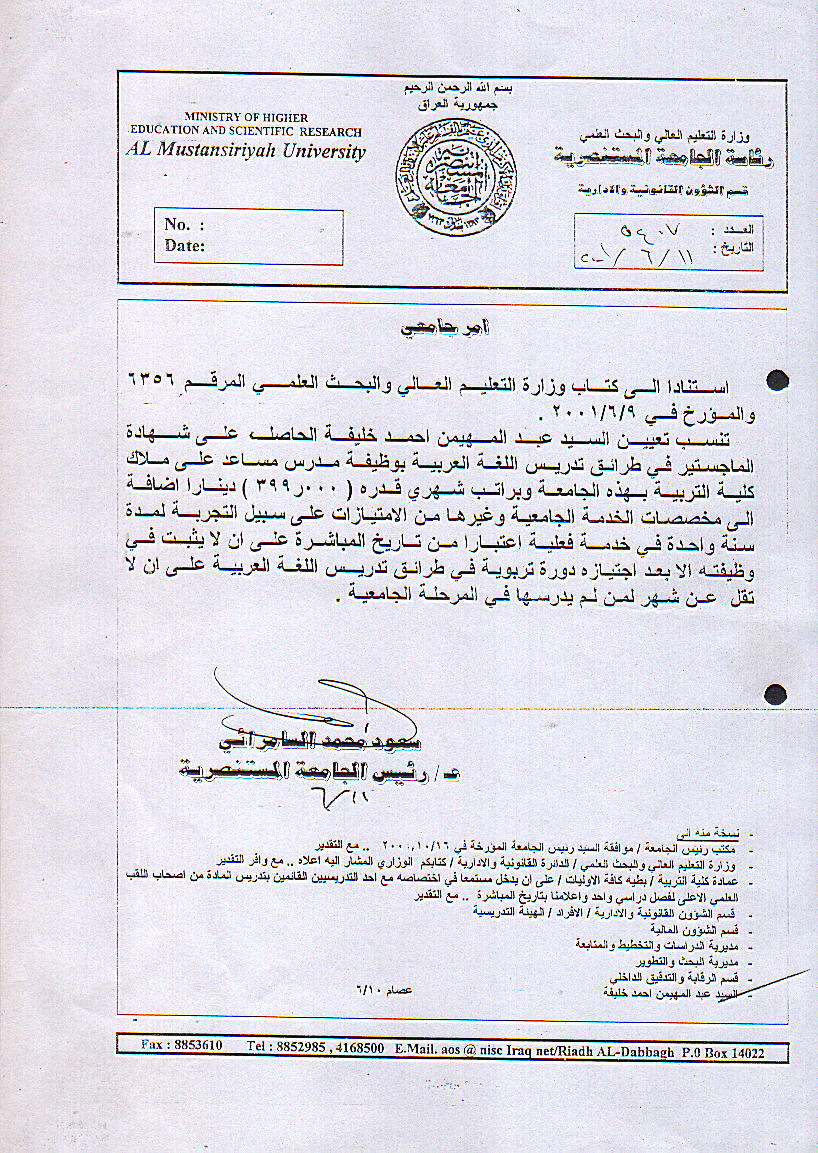 بسم الله الرحمن الرحيم
جمهورية العراق
MINISTRY OF HIGHER
EDUCATION AND SCIENTIFIC RESEARCH
AL Mustansiriyah University
وزارة التعليم العالي والبحث العلمي
رئاسة الجامعة المستنصرية
قسم الشؤون القانونية والادارية
No. :
Date:
العدد : ٥٤٠٧
التاريخ : ٢٠٠١/٦/١١
امر جامعي
استنادا الى كتاب وزارة التعليم العالي والبحث العلمي المرقم ٦٣٥٦
والمؤرخ في ٢٠٠١/٦/٩ .
تنسب تعيين السيد عبد المهيمن احمد خليفة الحاصل على شهادة
الماجستير في طرائق تدريس اللغة العربية بوظيفة مدرس مساعد على ملاك
كلية التربية بهذه الجامعة وبراتب شهري قدره ( ٣٩٩ر٠٠٠ ) دينارا اضافة
الى مخصصات الخدمة الجامعية وغيرها من الامتيازات على سبيل التجربة لمدة
سنة واحدة في خدمة فعلية اعتبارا من تاريخ المباشرة على ان لا يثبت في
وظيفته الا بعد اجتيازه دورة تربوية في طرائق تدريس اللغة العربية على ان لا
تقل عن شهر لمن لم يدرسها في المرحلة الجامعية .
سعود محمد السامرائي
ع/ رئيس الجامعة المستنصرية
٦/١١
نسخة منه الى
- مكتب رئيس الجامعة / موافقة السيد رئيس الجامعة المؤرخة في ٢٠٠٠/١٠/١٦ .. مع التقدير
- وزارة التعليم العالي والبحث العلمي / الدائرة القانونية والادارية / كتابكم الوزاري المشار اليه اعلاه .. مع وافر التقدير
- عمادة كلية التربية / بطيه كافة الاوليات / على ان يدخل مستمعا في اختصاصه مع احد التدريسيين القائمين بتدريس المادة من اصحاب اللقب
العلمي الاعلى لفصل دراسي واحد واعلامنا بتاريخ المباشرة .. مع التقدير
- قسم الشؤون القانونية والادارية / الافراد / الهيئة التدريسية
- قسم الشؤون المالية
- مديرية الدراسات والتخطيط والمتابعة
- مديرية البحث والتطوير
- قسم الرقابة والتدقيق الداخلي
- السيد عبد المهيمن احمد خليفة
عصام ٦/١٠
Fax : 8853610 Tel : 8852985 , 4168500 E.Mail. aos @ nisc Iraq net/Riadh AL-Dabbagh P.0 Box 14022